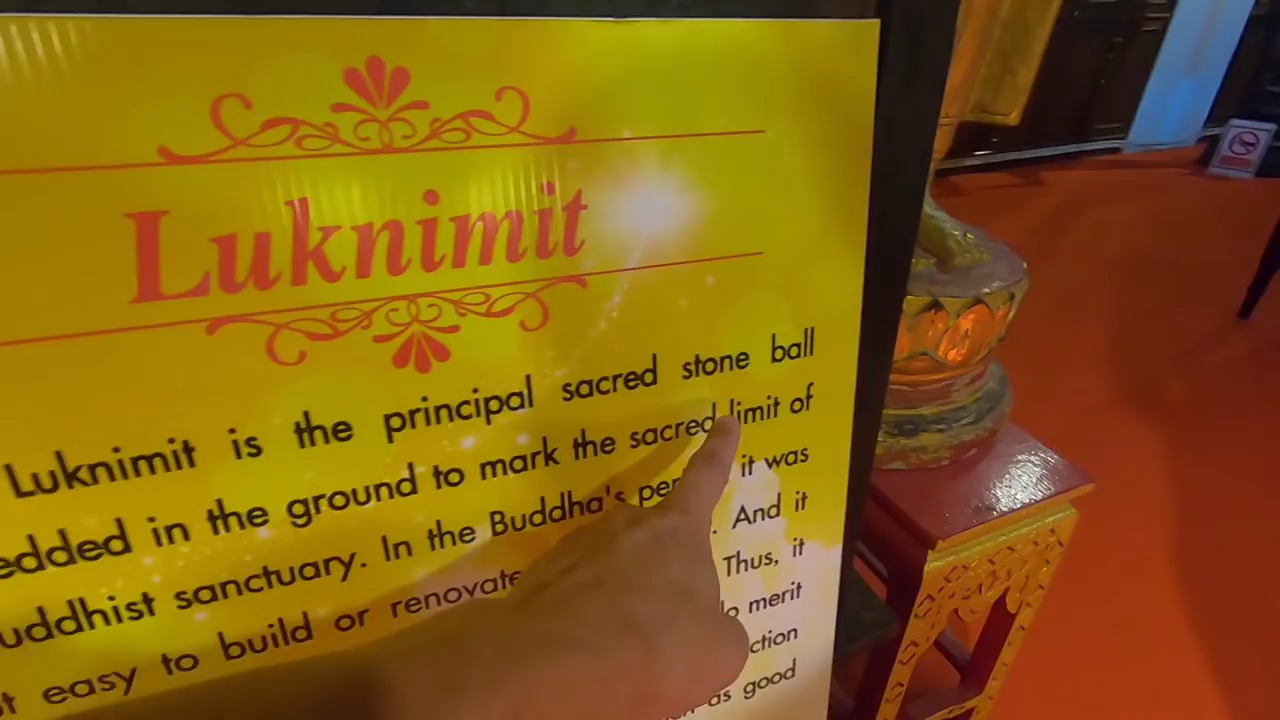 Luknimit
Luknimit is the principal sacred stone ball
edded in the ground to mark the sacred limit of
uddhist sanctuary. In the Buddha's it was
easy to build or renovate . And it
Thus, it
merit
ction
as good